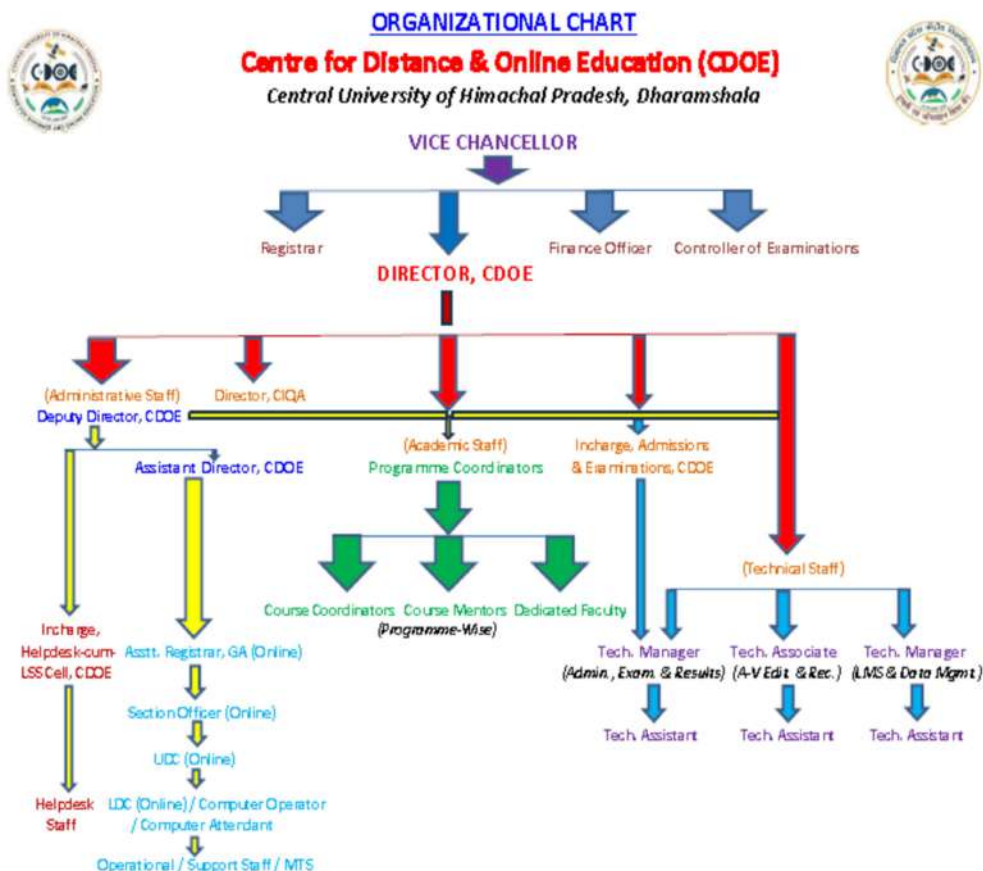 ORGANIZATIONAL CHART
Centre for Distance & Online Education (CDOE)
Central University of Himachal Pradesh, Dharamshala
CDOE
CDOE
VICE CHANCELLOR
Registrar
Finance Officer
Controller of Examinations
DIRECTOR, CDOE
(Administrative Staff)
Deputy Director, CDOE
Director, CIQA
(Academic Staff)
Programme Coordinators
Incharge, Admissions
& Examinations, CDOE
Assistant Director, CDOE
(Technical Staff)
Course Coordinators
Course Mentors
Dedicated Faculty
(Programme-Wise)
Incharge,
Helpdesk-cum-
LSS Cell, CDOE
Asstt. Registrar, GA (Online)
Tech. Manager
(Admin., Exam. & Results)
Tech. Associate
(A-V Edit. & Rec.)
Tech. Manager
(LMS & Data Mgmt.)
Section Officer (Online)
Tech. Assistant
Tech. Assistant
Tech. Assistant
UDC (Online)
Helpdesk
Staff
LDC (Online) / Computer Operator
/ Computer Attendant
Operational / Support Staff / MTS